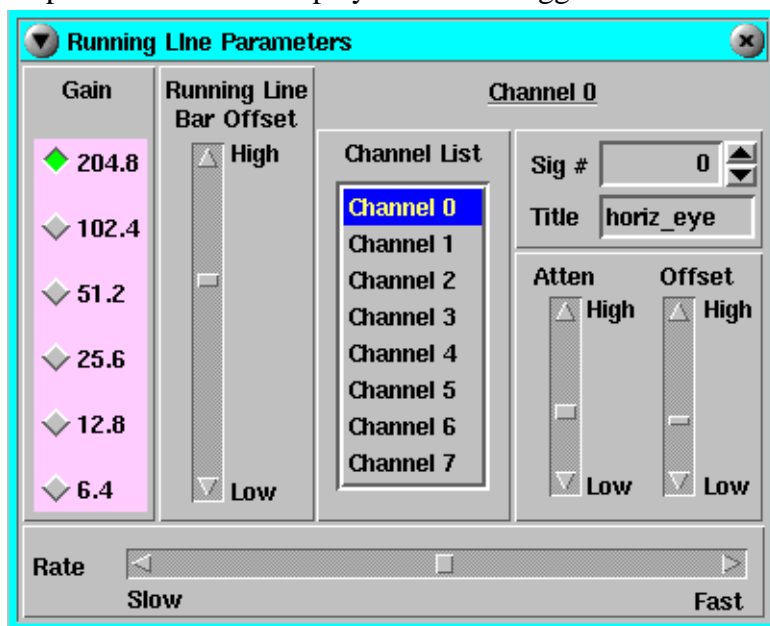 Running LIne Parameters
Gain
204.8
102.4
51.2
25.6
12.8
6.4
Running Line
Bar Offset
High
Low
Channel 0
Channel List
Channel 0
Channel 1
Channel 2
Channel 3
Channel 4
Channel 5
Channel 6
Channel 7
Sig # 0
Title horiz_eye
Atten
High
Low
Offset
High
Low
Rate
Slow
Fast